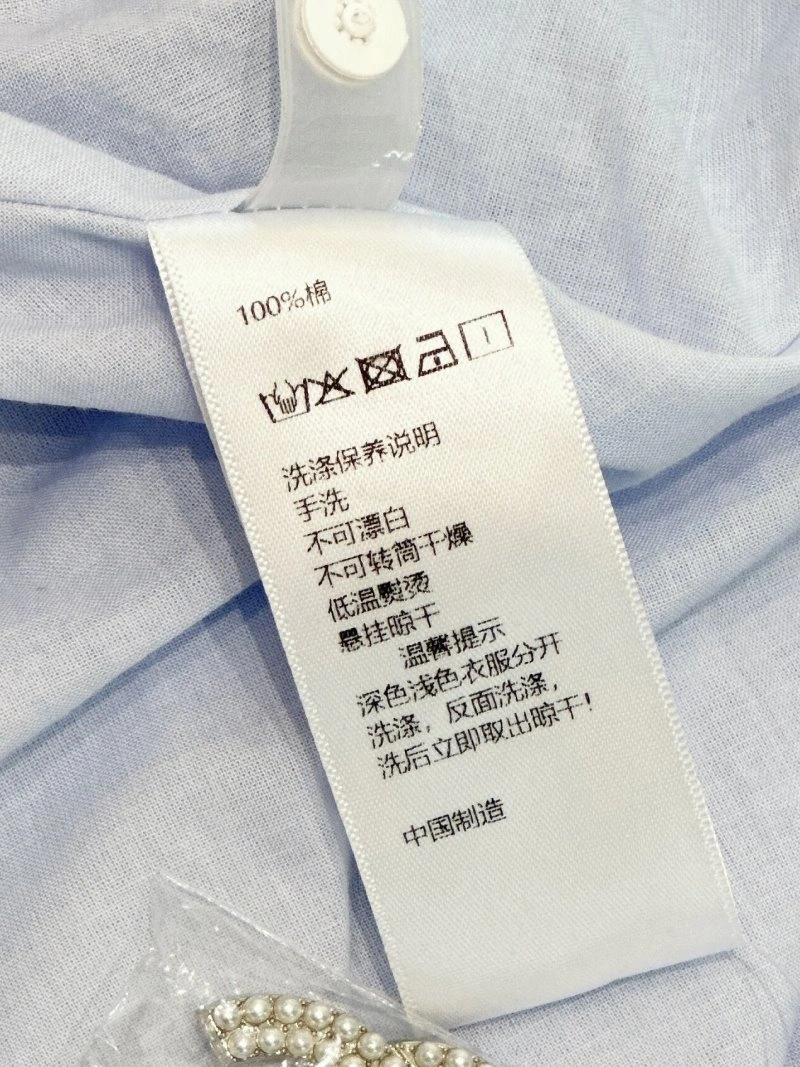 100%棉
洗涤保养说明
手洗
不可漂白
不可转筒干燥
低温熨烫
悬挂晾干
温馨提示
深色浅色衣服分开
洗涤，反面洗涤，
洗后立即取出晾干！
中国制造